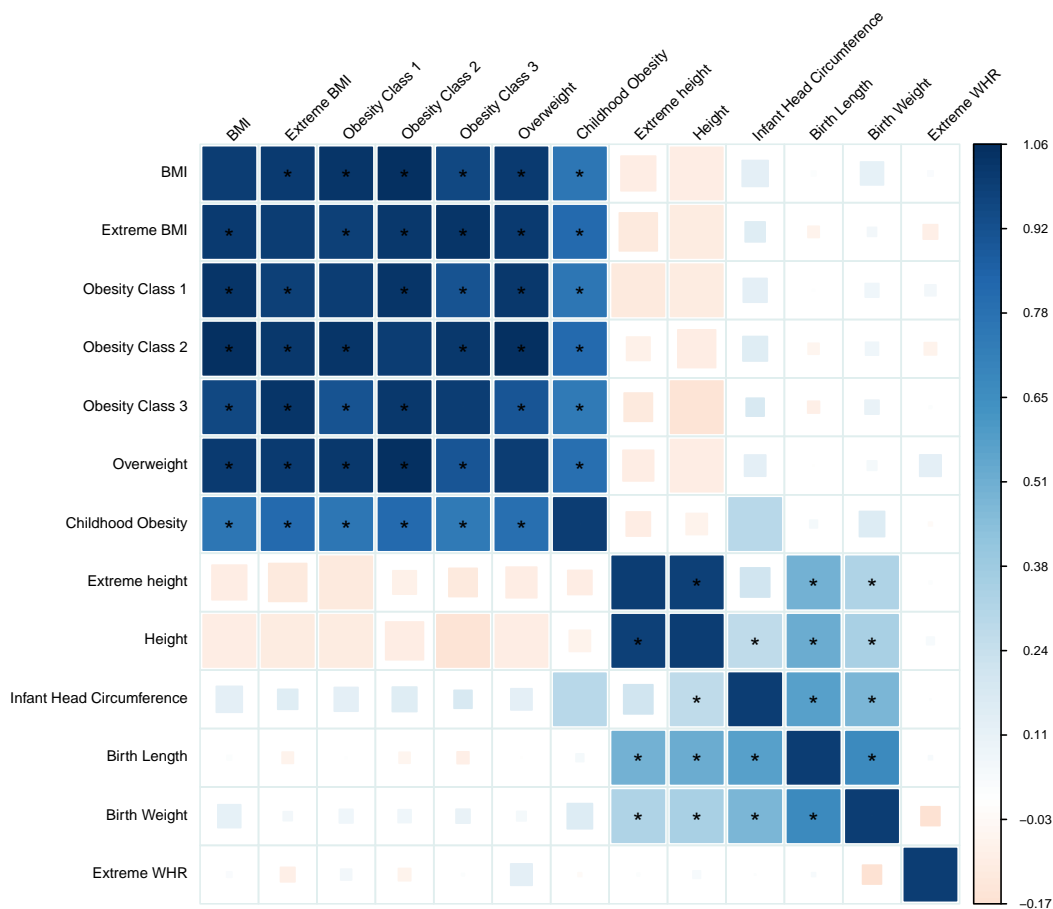 BMI
Extreme BMI
Obesity Class 1
Obesity Class 2
Obesity Class 3
Overweight
Childhood Obesity
Extreme height
Height
Infant Head Circumference
Birth Length
Birth Weight
Extreme WHR
BMI * * * * * *
Extreme BMI * * * * * *
Obesity Class 1 * * * * * *
Obesity Class 2 * * * * * *
Obesity Class 3 * * * * * *
Overweight * * * * * *
Childhood Obesity * * * * * *
Extreme height * * *
Height * * * *
Infant Head Circumference * * *
Birth Length * * * *
Birth Weight * * * *
Extreme WHR
1.06
0.92
0.78
0.65
0.51
0.38
0.24
0.11
−0.03
−0.17